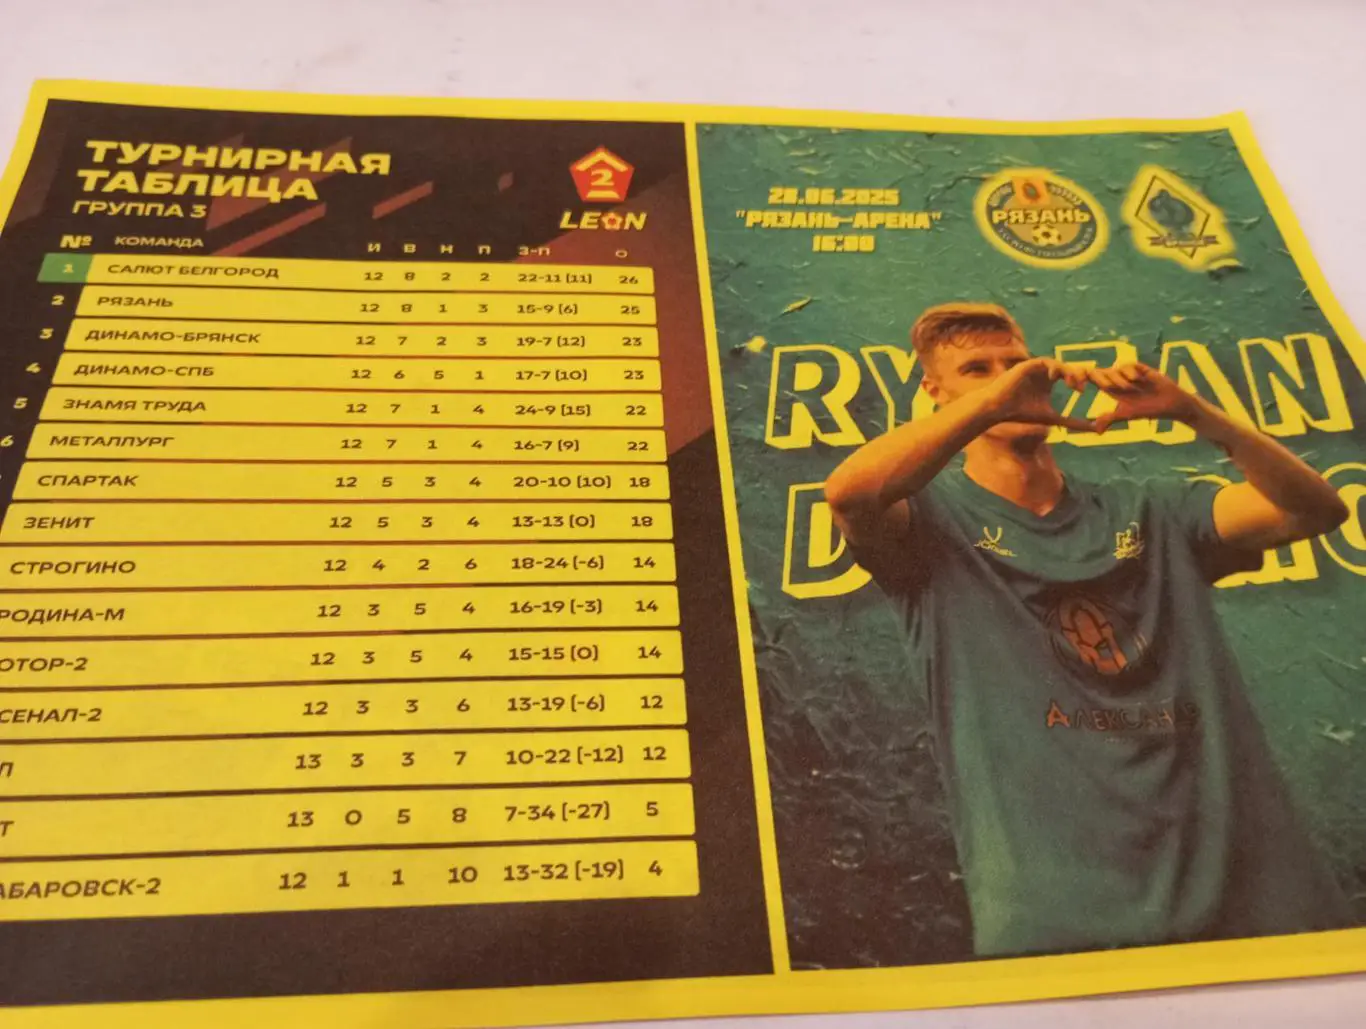 ТУРНИРНАЯ
ТАБЛИЦА
ГРУППА 3
2
LEON
№ КОМАНДА И В Н П З-П О
1 САЛЮТ БЕЛГОРОД 12 8 2 2 22-11 (11) 26
2 РЯЗАНЬ 12 8 1 3 15-9 (6) 25
3 ДИНАМО-БРЯНСК 12 7 2 3 19-7 (12) 23
4 ДИНАМО-СПБ 12 6 5 1 17-7 (10) 23
5 ЗНАМЯ ТРУДА 12 7 1 4 24-9 (15) 22
6 МЕТАЛЛУРГ 12 7 1 4 16-7 (9) 22
СПАРТАК 12 5 3 4 20-10 (10) 18
ЗЕНИТ 12 5 3 4 13-13 (0) 18
СТРОГИНО 12 4 2 6 18-24 (-6) 14
РОДИНА-М 12 3 5 4 16-19 (-3) 14
ОТОР-2 12 3 5 4 15-15 (0) 14
СЕНАЛ-2 12 3 3 6 13-19 (-6) 12
Л 13 3 3 7 10-22 (-12) 12
Т 13 0 5 8 7-34 (-27) 5
АБАРОВСК-2 12 1 1 10 13-32 (-19) 4
28.06.2025
"РЯЗАНЬ-АРЕНА"
16:00
РЯЗАНЬ
RY ZAN
D
JÖGEL
АЛЕКСАНДР